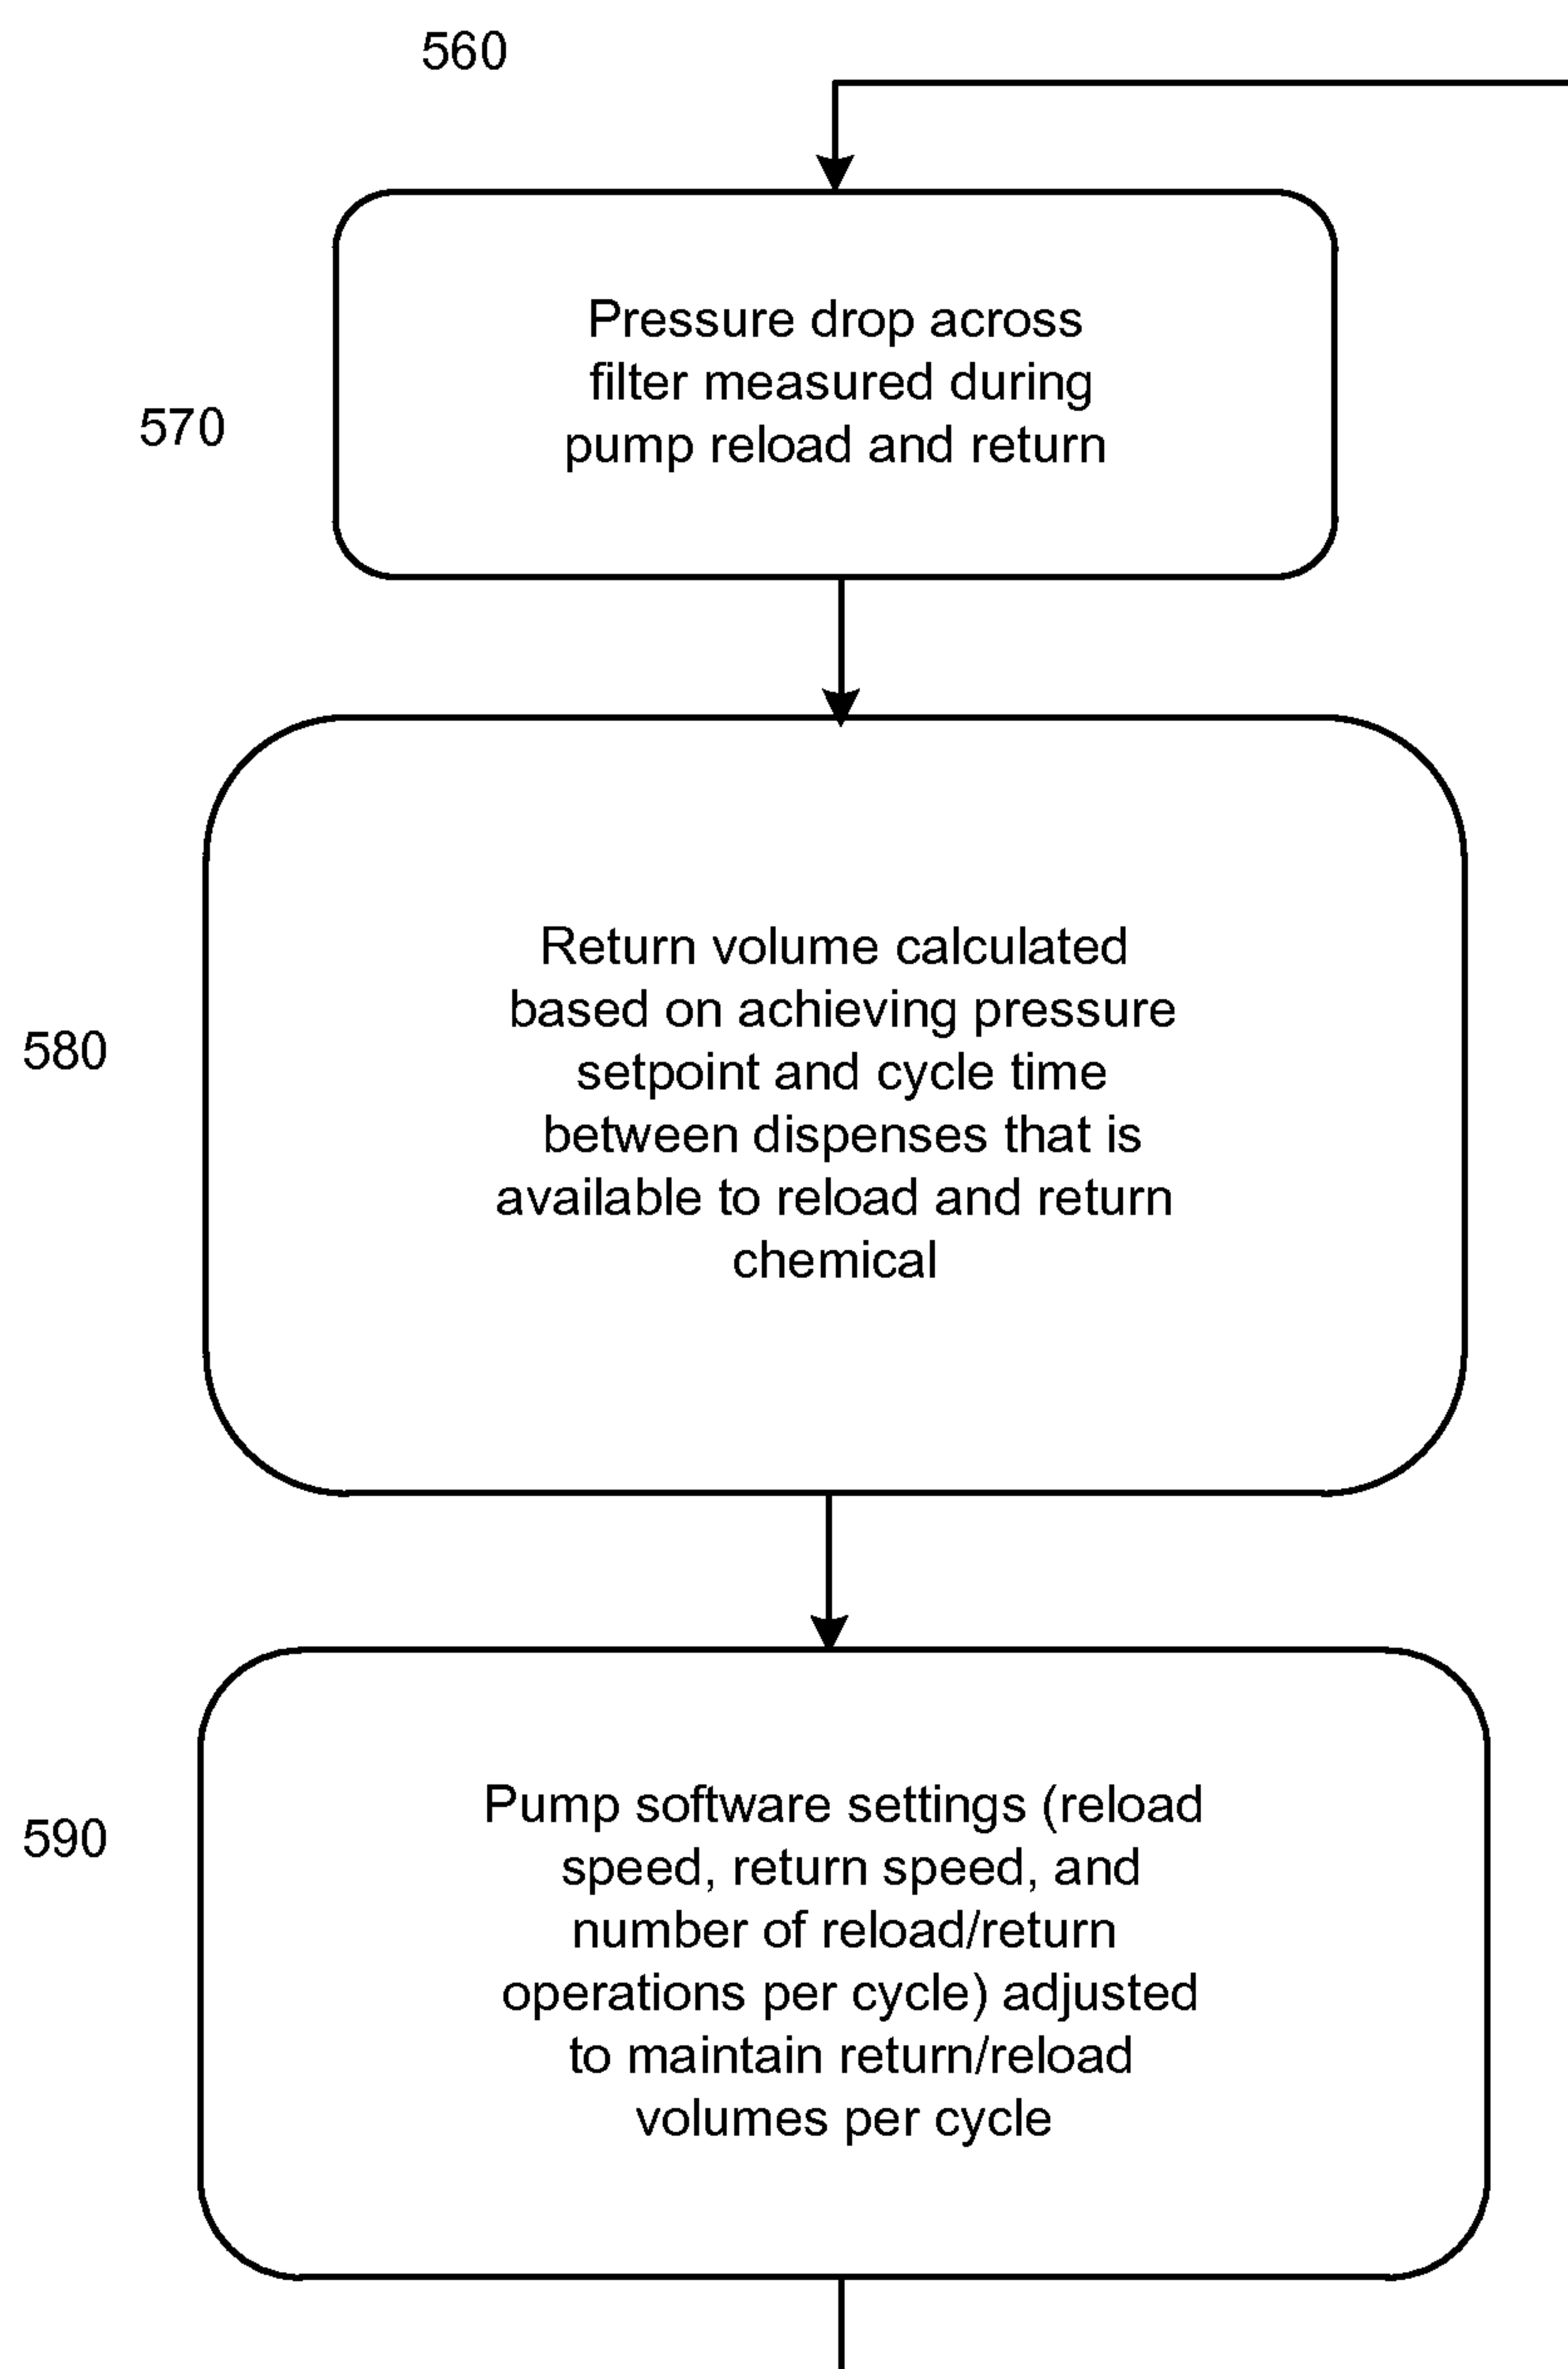 560
570
Pressure drop across
filter measured during
pump reload and return
580
Return volume calculated
based on achieving pressure
setpoint and cycle time
between dispenses that is
available to reload and return
chemical
590
Pump software settings (reload
speed, return speed, and
number of reload/return
operations per cycle) adjusted
to maintain return/reload
volumes per cycle